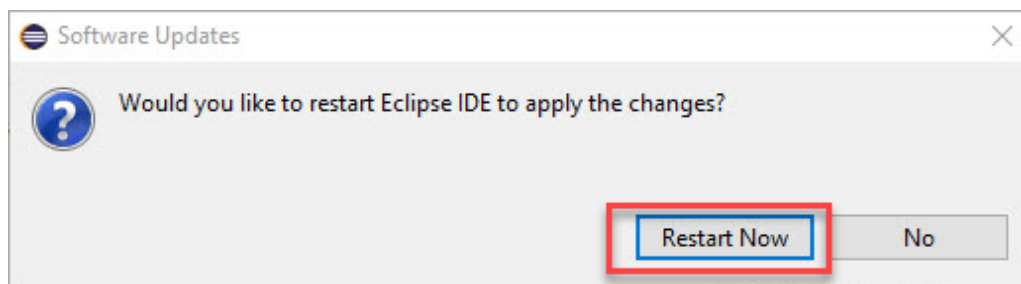 Software Updates
Would you like to restart Eclipse IDE to apply the changes?
Restart Now
No